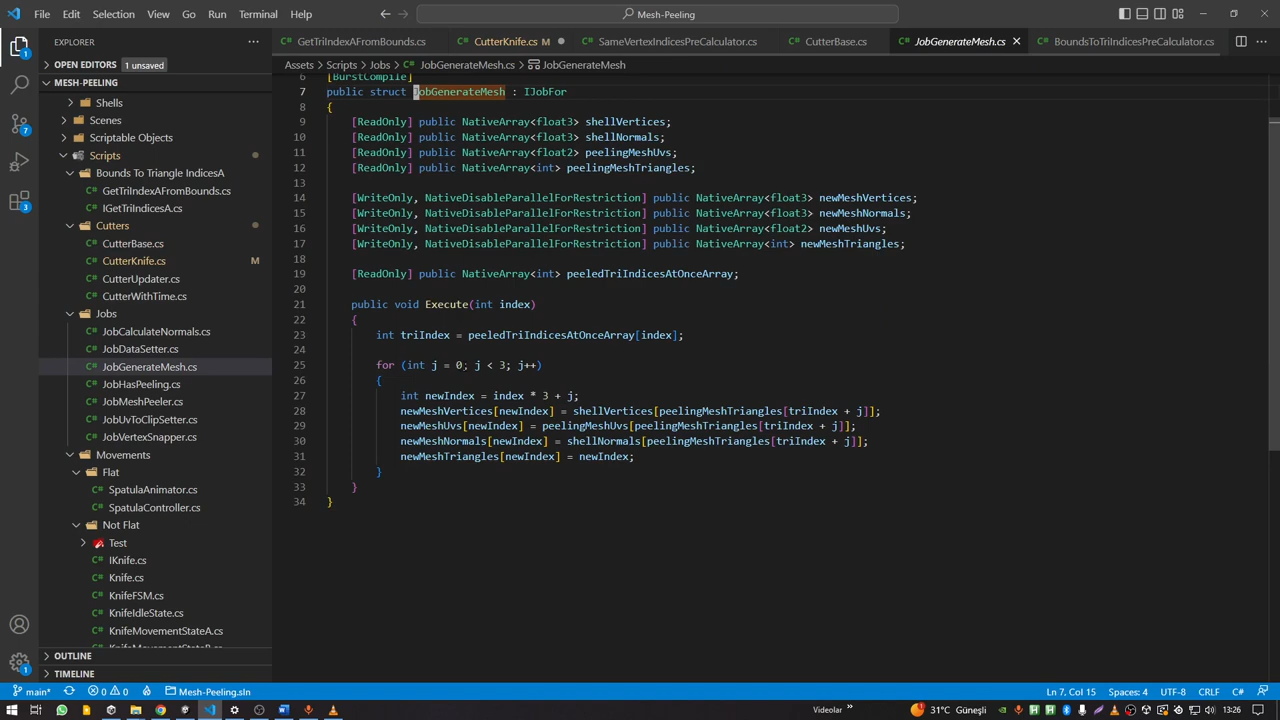 File Edit Selection View Go Run Terminal Help
Mesh-Peeling
EXPLORER
OPEN EDITORS 1 unsaved
MESH-PEELING
Shells
Scenes
Scriptable Objects
Scripts
Bounds To Triangle IndicesA
GetTriIndexAFromBounds.cs
IGetTriIndicesA.cs
Cutters
CutterBase.cs
CutterKnife.cs M
CutterUpdater.cs
CutterWithTime.cs
Jobs
JobCalculateNormals.cs
JobDataSetter.cs
JobGenerateMesh.cs
JobHasPeeling.cs
JobMeshPeeler.cs
JobUvToClipSetter.cs
JobVertexSnapper.cs
Movements
Flat
SpatulaAnimator.cs
SpatulaController.cs
Not Flat
Test
IKnife.cs
Knife.cs
KnifeFSM.cs
KnifeIdleState.cs
KnifeMovementStateA.cs
KnifeMovementStateB.cs
OUTLINE
TIMELINE
GetTriIndexAFromBounds.cs CutterKnife.cs M SameVertexIndicesPreCalculator.cs CutterBase.cs JobGenerateMesh.cs BoundsToTriIndicesPreCalculator.cs
Assets > Scripts > Jobs > JobGenerateMesh.cs > JobGenerateMesh
6 [BurstCompile]
7 public struct JobGenerateMesh : IJobFor
8 {
9 [ReadOnly] public NativeArray<float3> shellVertices;
10 [ReadOnly] public NativeArray<float3> shellNormals;
11 [ReadOnly] public NativeArray<float2> peelingMeshUvs;
12 [ReadOnly] public NativeArray<int> peelingMeshTriangles;
13
14 [WriteOnly, NativeDisableParallelForRestriction] public NativeArray<float3> newMeshVertices;
15 [WriteOnly, NativeDisableParallelForRestriction] public NativeArray<float3> newMeshNormals;
16 [WriteOnly, NativeDisableParallelForRestriction] public NativeArray<float2> newMeshUvs;
17 [WriteOnly, NativeDisableParallelForRestriction] public NativeArray<int> newMeshTriangles;
18
19 [ReadOnly] public NativeArray<int> peeledTriIndicesAtOnceArray;
20
21 public void Execute(int index)
22 {
23 int triIndex = peeledTriIndicesAtOnceArray[index];
24
25 for (int j = 0; j < 3; j++)
26 {
27 int newIndex = index * 3 + j;
28 newMeshVertices[newIndex] = shellVertices[peelingMeshTriangles[triIndex + j]];
29 newMeshUvs[newIndex] = peelingMeshUvs[peelingMeshTriangles[triIndex + j]];
30 newMeshNormals[newIndex] = shellNormals[peelingMeshTriangles[triIndex + j]];
31 newMeshTriangles[newIndex] = newIndex;
32 }
33 }
34 }
main* 0 0 Mesh-Peeling.sln Ln 7, Col 15 Spaces: 4 UTF-8 CRLF C#
Videolar » 31°C Güneşli 13:26